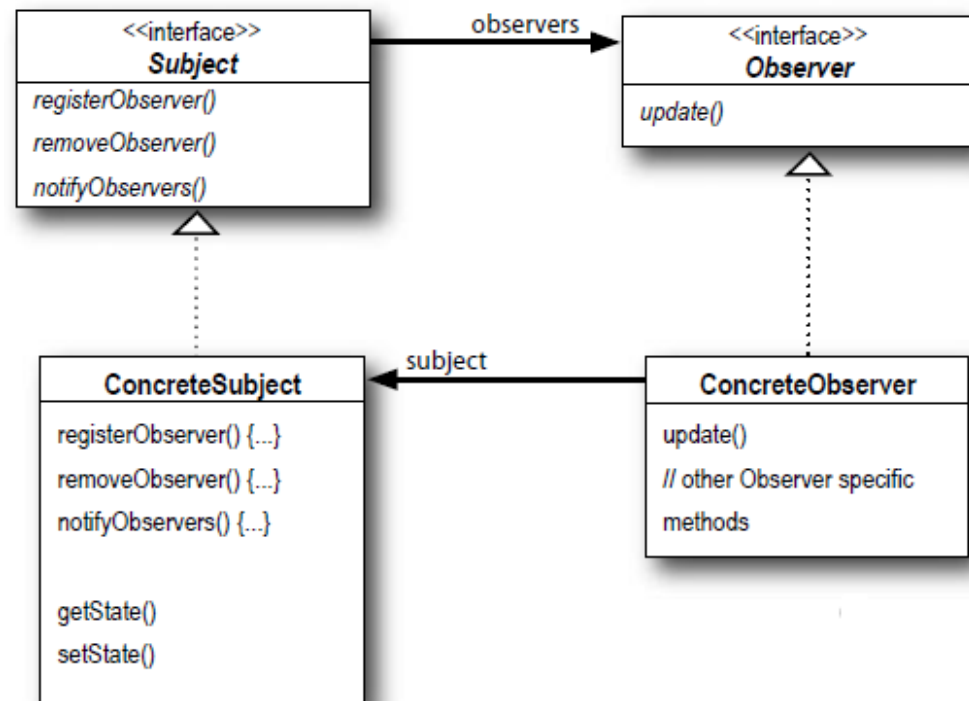 <<interface>>
Subject
registerObserver()
removeObserver()
notifyObservers()
observers
<<interface>>
Observer
update()
ConcreteSubject
registerObserver() {...}
removeObserver() {...}
notifyObservers() {...}
getState()
setState()
subject
ConcreteObserver
update()
// other Observer specific
methods